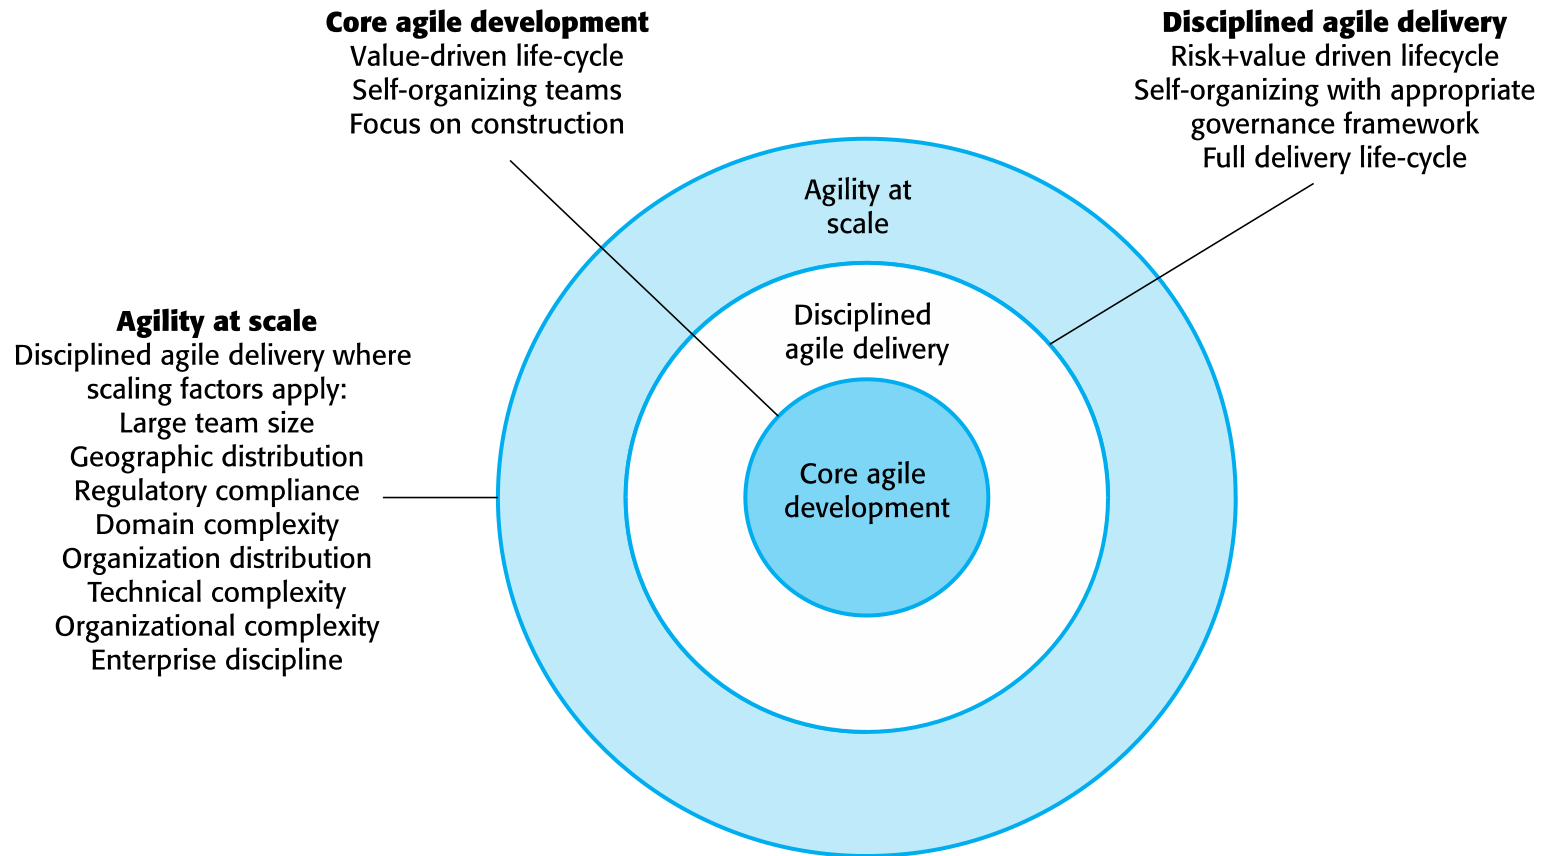 Core agile development
Value-driven life-cycle
Self-organizing teams
Focus on construction
Disciplined agile delivery
Risk+value driven lifecycle
Self-organizing with appropriate
governance framework
Full delivery life-cycle
Agility at scale
Disciplined agile delivery where
scaling factors apply:
Large team size
Geographic distribution
Regulatory compliance
Domain complexity
Organization distribution
Technical complexity
Organizational complexity
Enterprise discipline
Agility at
scale
Disciplined
agile delivery
Core agile
development